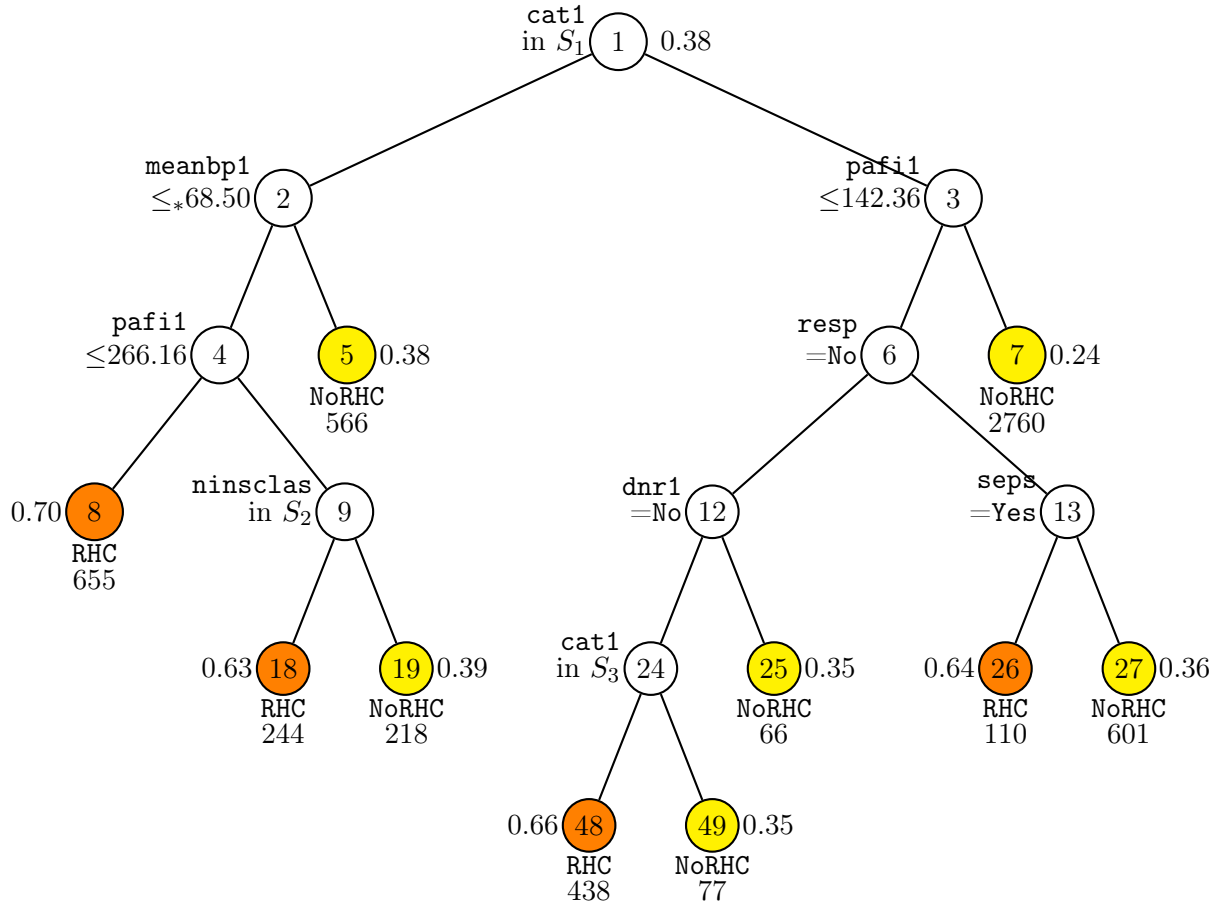 cat1
in S1 1 0.38
meanbp1
≤*68.50 2
pafi1
≤142.36 3
pafi1
≤266.16 4
5 0.38
NoRHC
566
resp
=No 6
7 0.24
NoRHC
2760
0.70 8
RHC
655
ninsclas
in S2 9
dnr1
=No 12
seps
=Yes 13
0.63 18
RHC
244
19 0.39
NoRHC
218
cat1
in S3 24
25 0.35
NoRHC
66
0.64 26
RHC
110
27 0.36
NoRHC
601
0.66 48
RHC
438
49 0.35
NoRHC
77